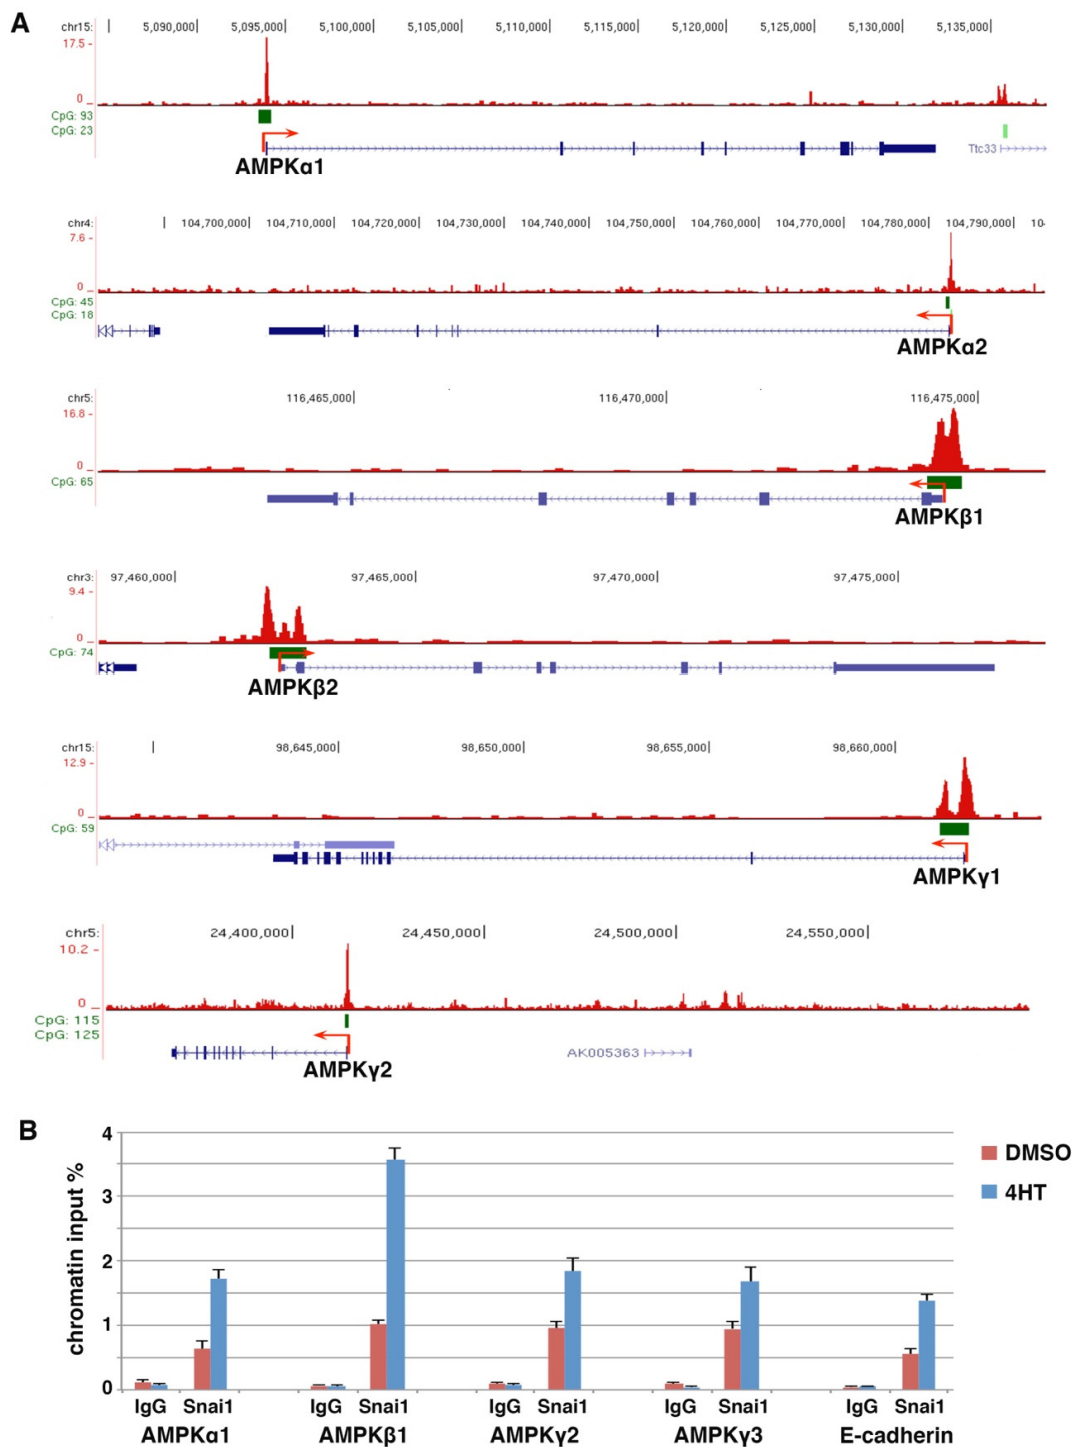 A
chr15: 5,090,000 5,095,000 5,100,000 5,105,000 5,110,000 5,115,000 5,120,000 5,125,000 5,130,000 5,135,000
17.5
0
CpG: 93
CpG: 23
Ttc33
AMPKα1
chr4: 104,700,000 104,710,000 104,720,000 104,730,000 104,740,000 104,750,000 104,760,000 104,770,000 104,780,000 104,790,000 10
7.6
0
CpG: 45
CpG: 18
AMPKα2
chr5: 116,465,000 116,470,000 116,475,000
16.8
0
CpG: 65
AMPKβ1
chr3: 97,460,000 97,465,000 97,470,000 97,475,000
9.4
0
CpG: 74
AMPKβ2
chr15: 98,645,000 98,650,000 98,655,000 98,660,000
12.9
0
CpG: 59
AMPKγ1
chr5: 24,400,000 24,450,000 24,500,000 24,550,000
10.2
0
CpG: 115
CpG: 125
AK005363
AMPKγ2
B
chromatin input %
4
3
2
1
0
DMSO
4HT
IgG Snai1 IgG Snai1 IgG Snai1 IgG Snai1 IgG Snai1
AMPKα1 AMPKβ1 AMPKγ2 AMPKγ3 E-cadherin